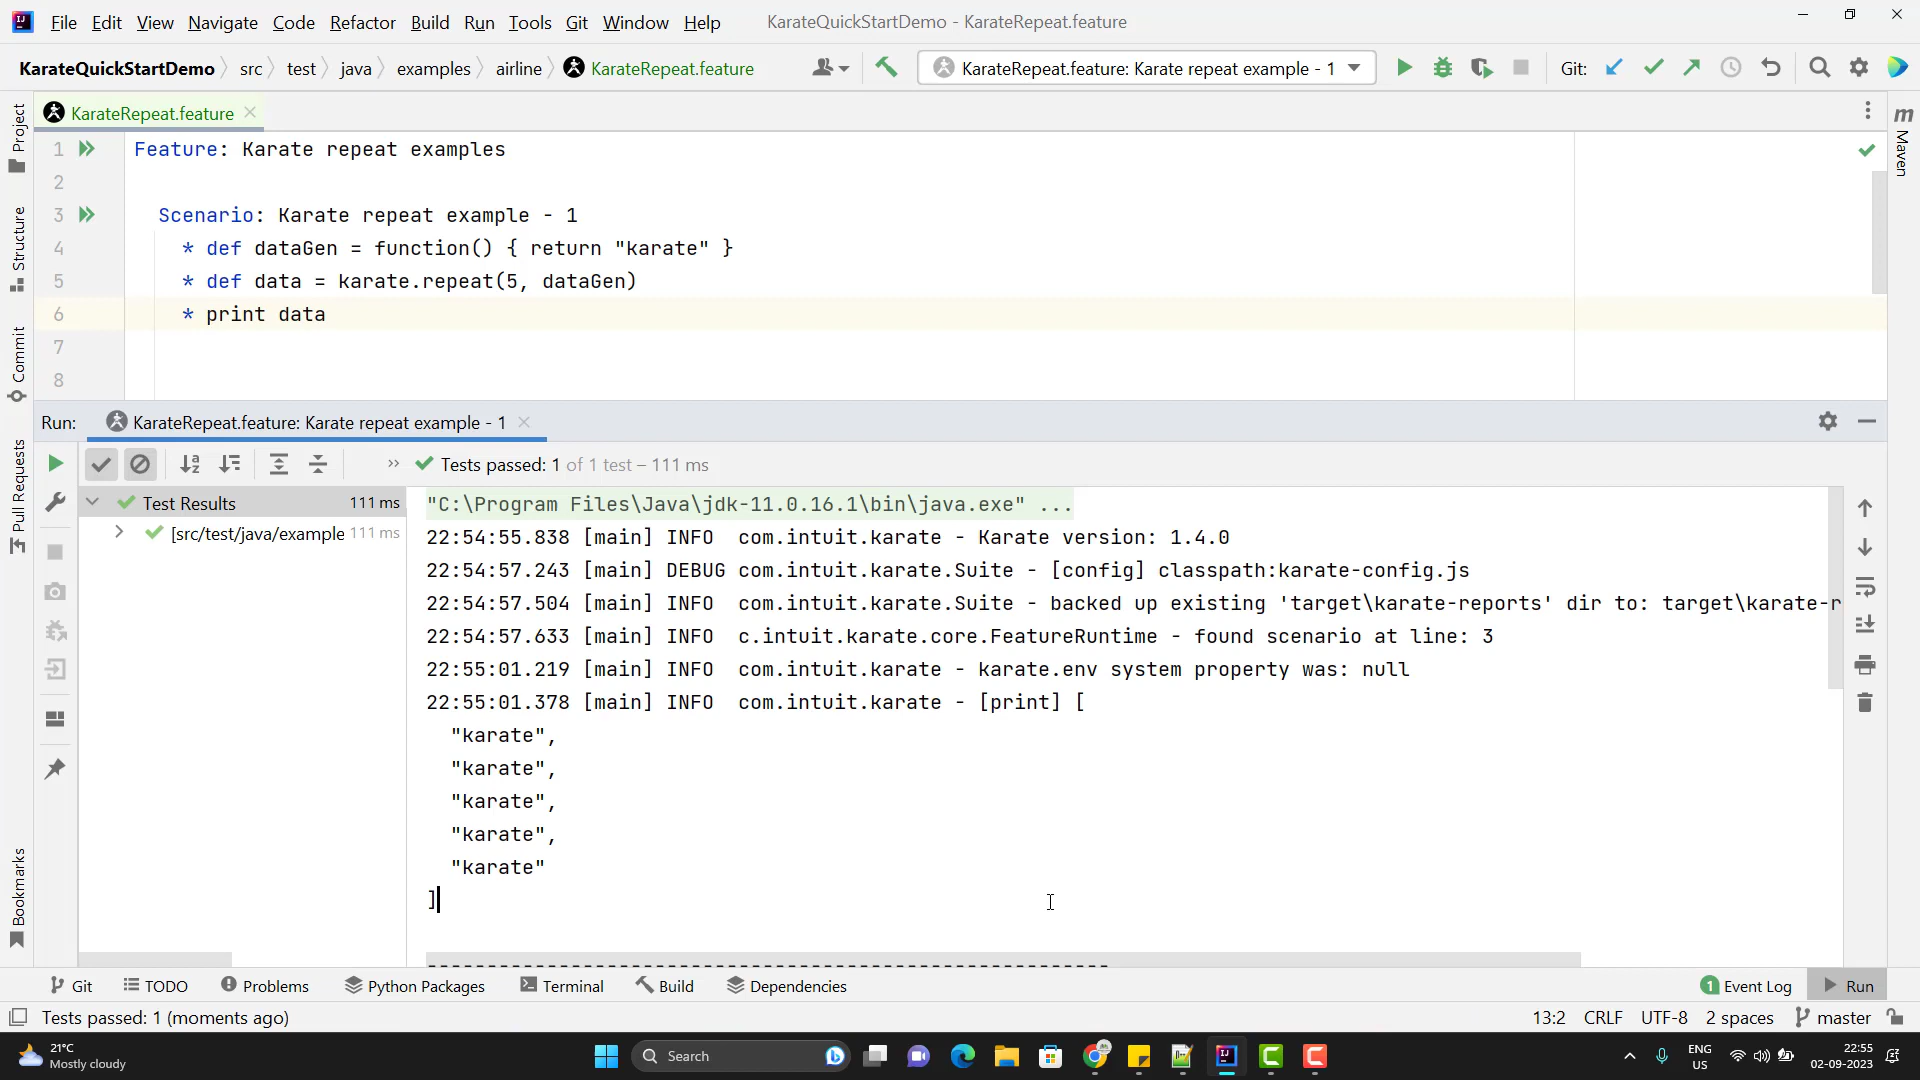 File Edit View Navigate Code Refactor Build Run Tools Git Window Help KarateQuickStartDemo - KarateRepeat.feature
KarateQuickStartDemo src test java examples airline KarateRepeat.feature KarateRepeat.feature: Karate repeat example - 1 Git:
KarateRepeat.feature
1 Feature: Karate repeat examples
2
3 Scenario: Karate repeat example - 1
4 * def dataGen = function() { return "karate" }
5 * def data = karate.repeat(5, dataGen)
6 * print data
7
8
Project
Structure
Commit
Pull Requests
Bookmarks
m Maven
Run: KarateRepeat.feature: Karate repeat example - 1
» Tests passed: 1 of 1 test – 111 ms
Test Results 111 ms
[src/test/java/example 111 ms
"C:\Program Files\Java\jdk-11.0.16.1\bin\java.exe" ...
22:54:55.838 [main] INFO com.intuit.karate - Karate version: 1.4.0
22:54:57.243 [main] DEBUG com.intuit.karate.Suite - [config] classpath:karate-config.js
22:54:57.504 [main] INFO com.intuit.karate.Suite - backed up existing 'target\karate-reports' dir to: target\karate-r
22:54:57.633 [main] INFO c.intuit.karate.core.FeatureRuntime - found scenario at line: 3
22:55:01.219 [main] INFO com.intuit.karate - karate.env system property was: null
22:55:01.378 [main] INFO com.intuit.karate - [print] [
"karate",
"karate",
"karate",
"karate",
"karate"
]
---------------------------------------------------------
Git TODO Problems Python Packages Terminal Build Dependencies 1 Event Log Run
Tests passed: 1 (moments ago) 13:2 CRLF UTF-8 2 spaces master
21°C
Mostly cloudy
Search
ENG
US
22:55
02-09-2023